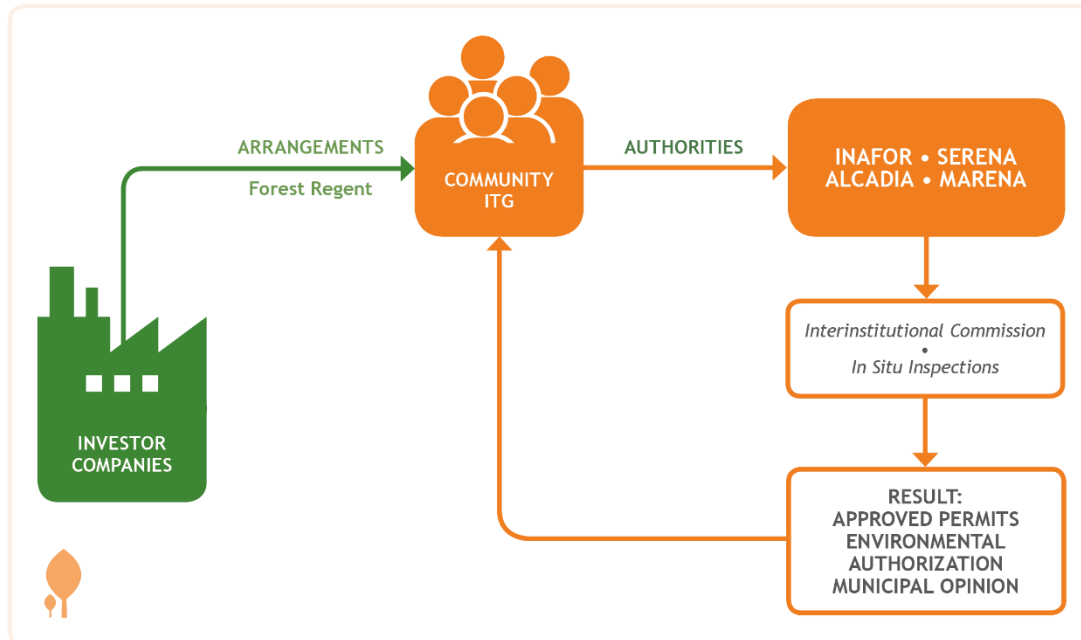 ARRANGEMENTS
Forest Regent
COMMUNITY
ITG
AUTHORITIES
INAFOR • SERENA
ALCADIA • MARENA
Interinstitutional Commission
•
In Situ Inspections
INVESTOR
COMPANIES
RESULT:
APPROVED PERMITS
ENVIRONMENTAL
AUTHORIZATION
MUNICIPAL OPINION